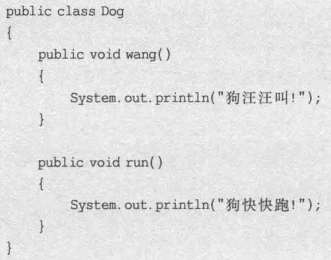 public class Dog
{
    public void wang()
    {
        System.out.println("狗汪汪叫!");
    }

    public void run()
    {
        System.out.println("狗快快跑!");
    }
}